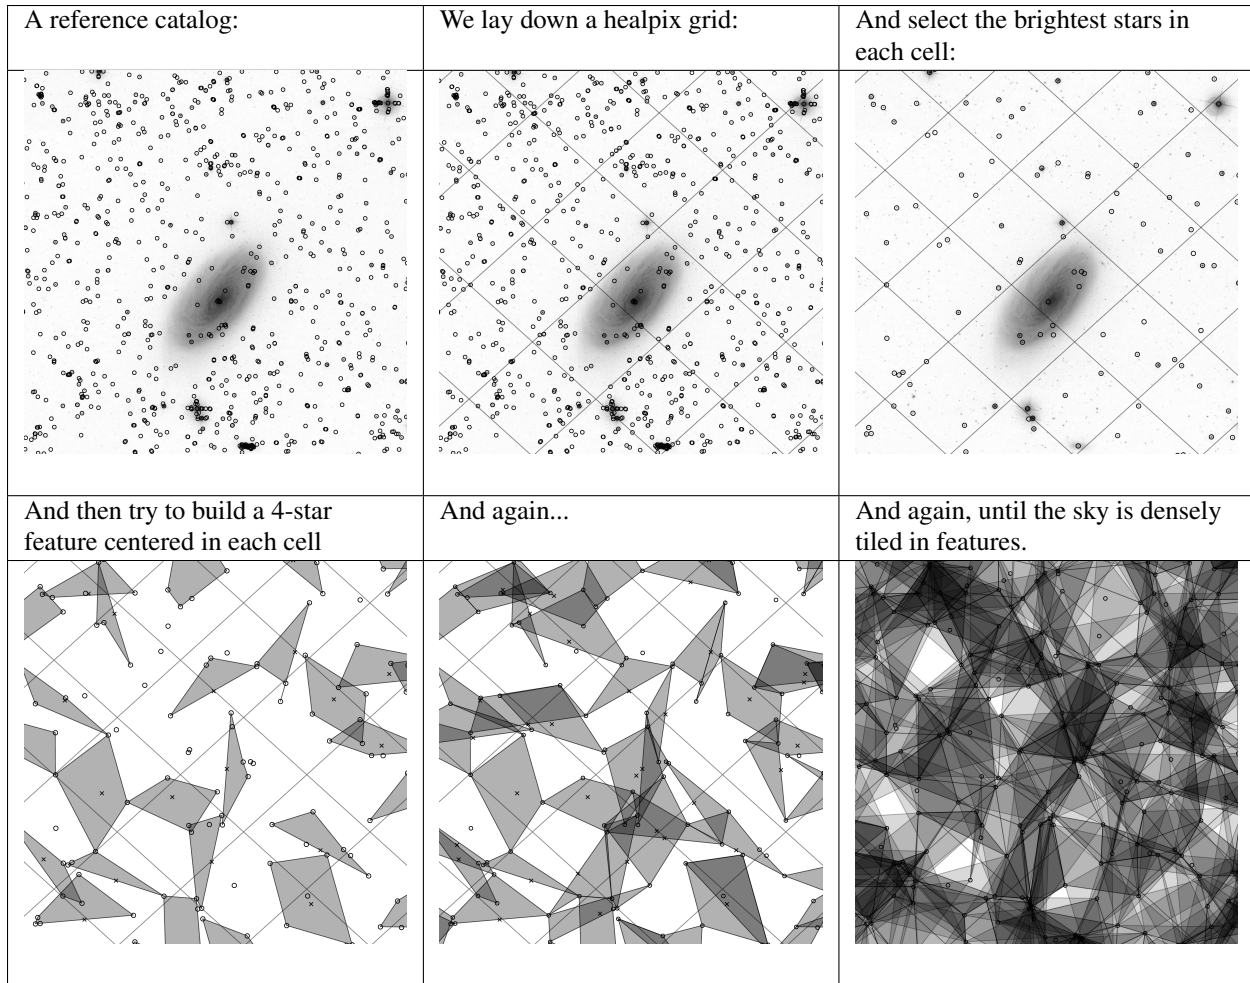 A reference catalog:
We lay down a healpix grid:
And select the brightest stars in
each cell:
And then try to build a 4-star
feature centered in each cell
And again...
And again, until the sky is densely
tiled in features.